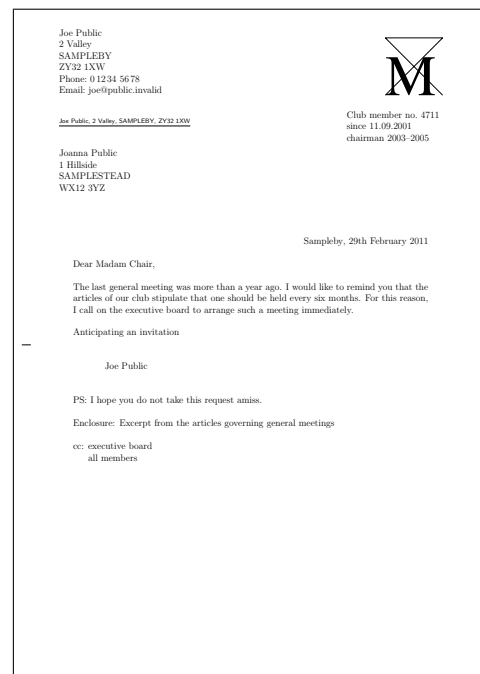 Joe Public
2 Valley
SAMPLEBY
ZY32 1XW
Phone: 0 12 34 56 78
Email: joe@public.invalid
M
Joe Public, 2 Valley, SAMPLEBY, ZY32 1XW
Club member no. 4711
since 11.09.2001
chairman 2003–2005
Joanna Public
1 Hillside
SAMPLESTEAD
WX12 3YZ
Sampleby, 29th February 2011
Dear Madam Chair,
The last general meeting was more than a year ago. I would like to remind you that the
articles of our club stipulate that one should be held every six months. For this reason,
I call on the executive board to arrange such a meeting immediately.
Anticipating an invitation
Joe Public
PS: I hope you do not take this request amiss.
Enclosure: Excerpt from the articles governing general meetings
cc: executive board
all members